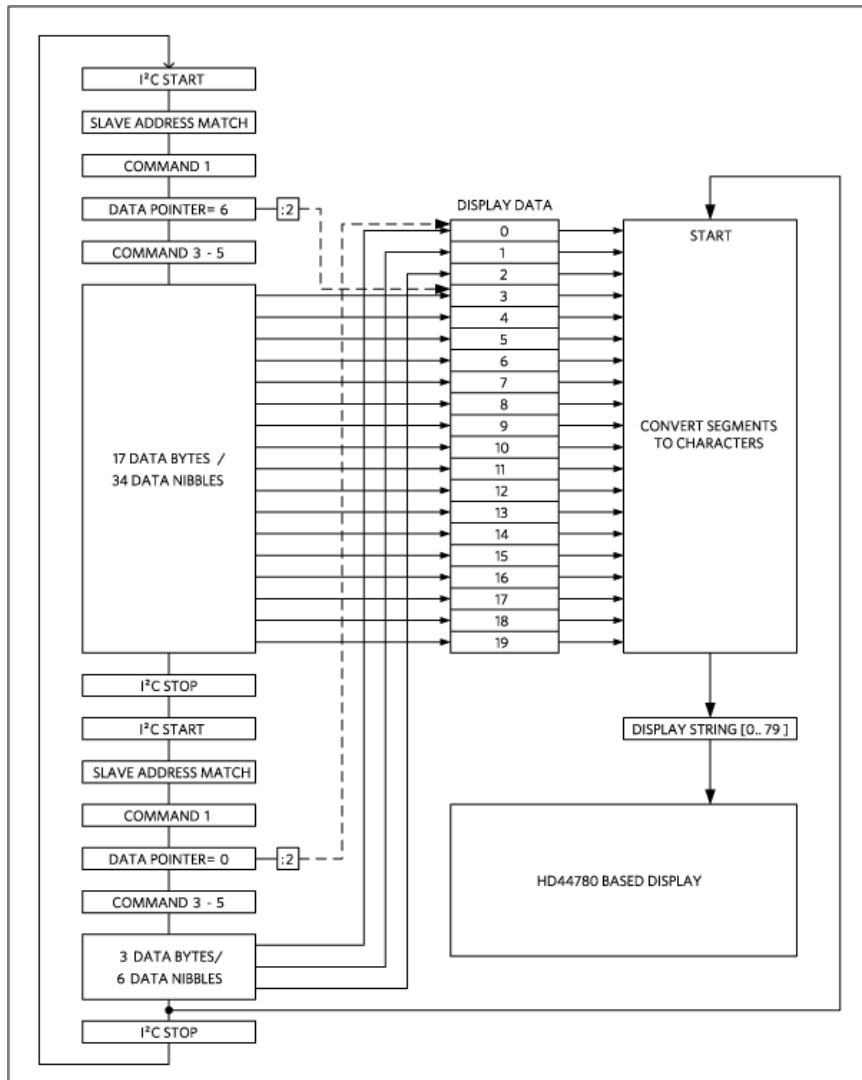 I²C START
SLAVE ADDRESS MATCH
COMMAND 1
DATA POINTER= 6
:2
COMMAND 3 - 5
17 DATA BYTES /
34 DATA NIBBLES
I²C STOP
I²C START
SLAVE ADDRESS MATCH
COMMAND 1
DATA POINTER= 0
:2
COMMAND 3 - 5
3 DATA BYTES/
6 DATA NIBBLES
I²C STOP
DISPLAY DATA
0
1
2
3
4
5
6
7
8
9
10
11
12
13
14
15
16
17
18
19
START
CONVERT SEGMENTS
TO CHARACTERS
DISPLAY STRING [0.. 79 ]
HD44780 BASED DISPLAY